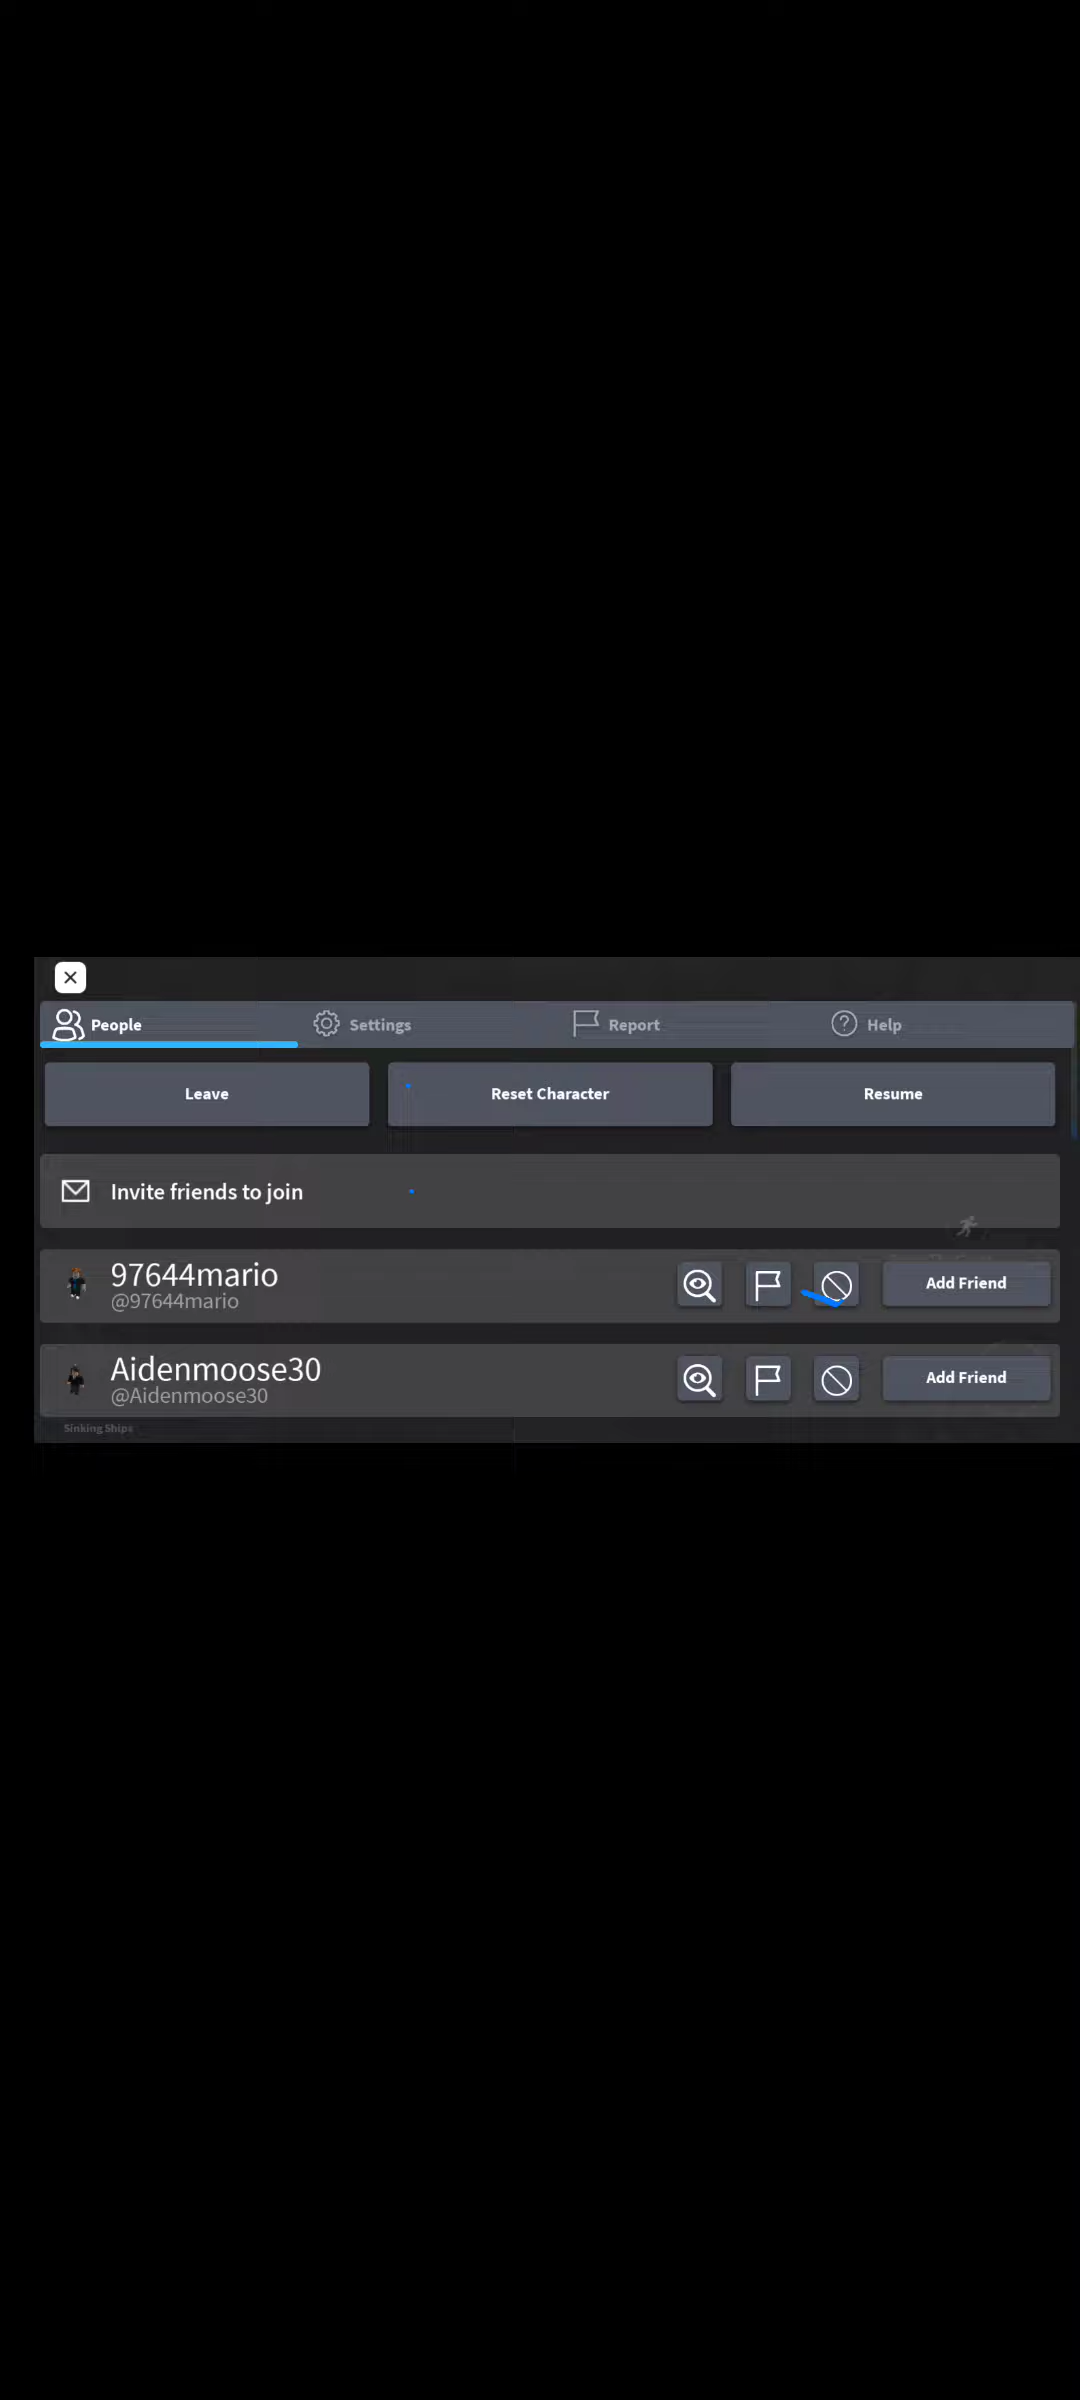 People
Settings
Report
Help
Leave
Reset Character
Resume
Invite friends to join
97644mario
@97644mario
Add Friend
Aidenmoose30
@Aidenmoose30
Add Friend
Sinking Ships